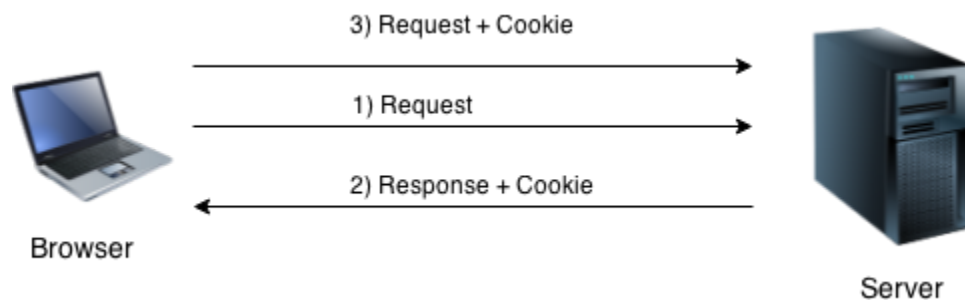 3) Request + Cookie
1) Request
2) Response + Cookie
Browser
Server